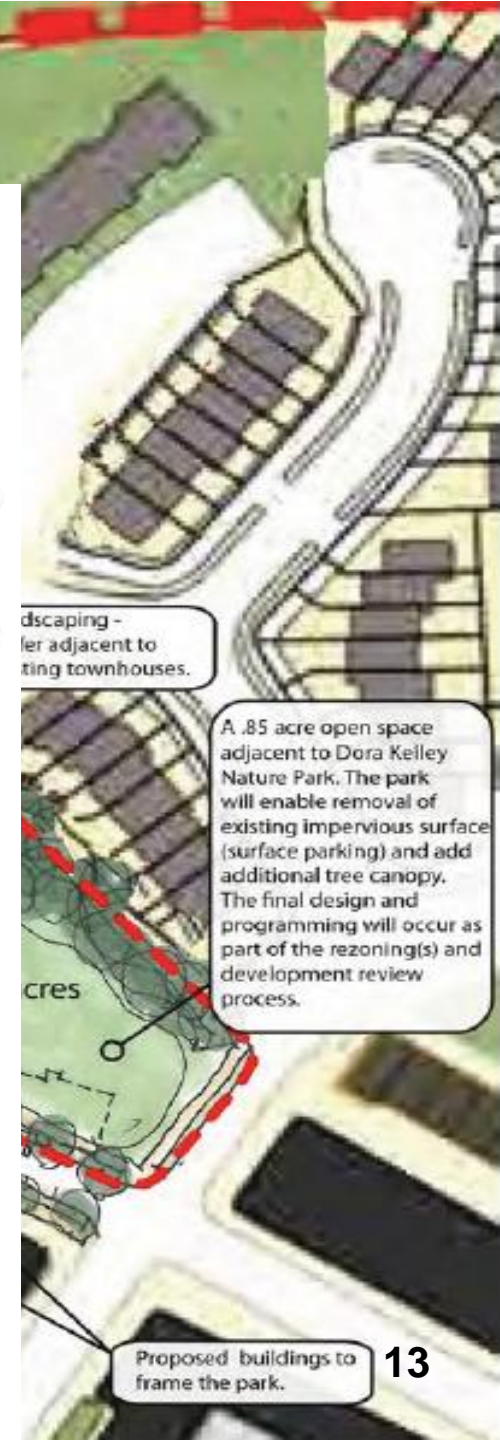 dscaping -
fer adjacent to
ting townhouses.
A .85 acre open space
adjacent to Dora Kelley
Nature Park. The park
will enable removal of
existing impervious surface
(surface parking) and add
additional tree canopy.
The final design and
programming will occur as
part of the rezoning(s) and
development review
process.
cres
Proposed buildings to
frame the park.
13